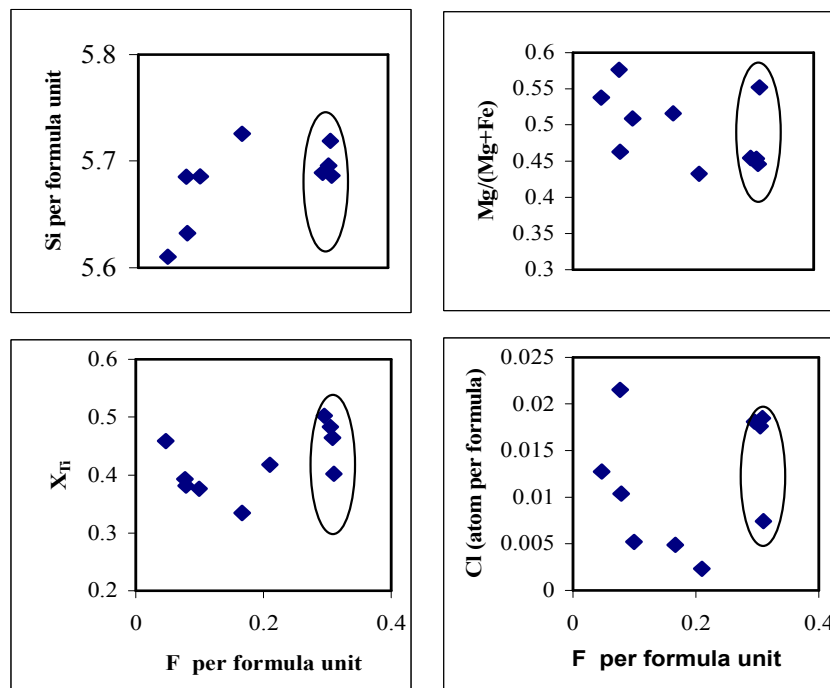 Si per formula unit
5.8
5.7
5.6
Mg/(Mg+Fe)
0.6
0.55
0.5
0.45
0.4
0.35
0.3
X Ti
0.6
0.5
0.4
0.3
0.2
0 0.2 0.4
F per formula unit
Cl (atom per formula)
0.025
0.02
0.015
0.01
0.005
0
0 0.2 0.4
F per formula unit